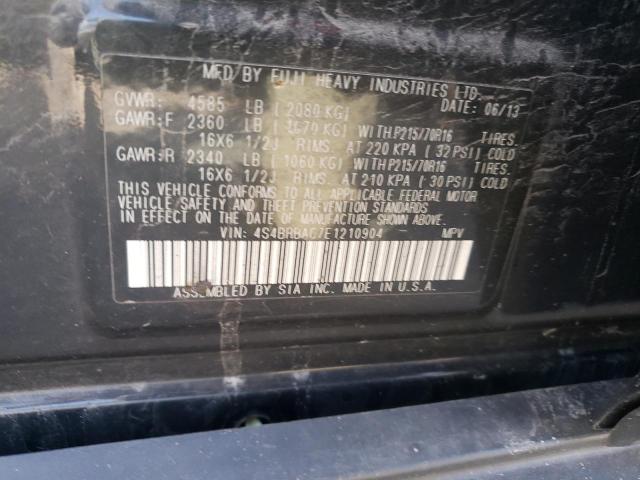 MFD BY FUJI HEAVY INDUSTRIES LTD.
GVWR: 4585 LB ( 2080 KG) DATE: 06/13
GAWR:F 2360 LB ( 1070 KG) WITH P215/70R16 TIRES.
16X6 1/2J RIMS. AT 220 KPA ( 32 PSI) COLD
GAWR:R 2340 LB ( 1060 KG) WITH P215/70R16 TIRES.
16X6 1/2J RIMS. AT 210 KPA ( 30 PSI) COLD
THIS VEHICLE CONFORMS TO ALL APPLICABLE FEDERAL MOTOR
VEHICLE SAFETY AND THEFT PREVENTION STANDARDS
IN EFFECT ON THE DATE OF MANUFACTURE SHOWN ABOVE.
VIN: 4S4BRBAC7E1210904 MPV
ASSEMBLED BY SIA INC. MADE IN U.S.A.